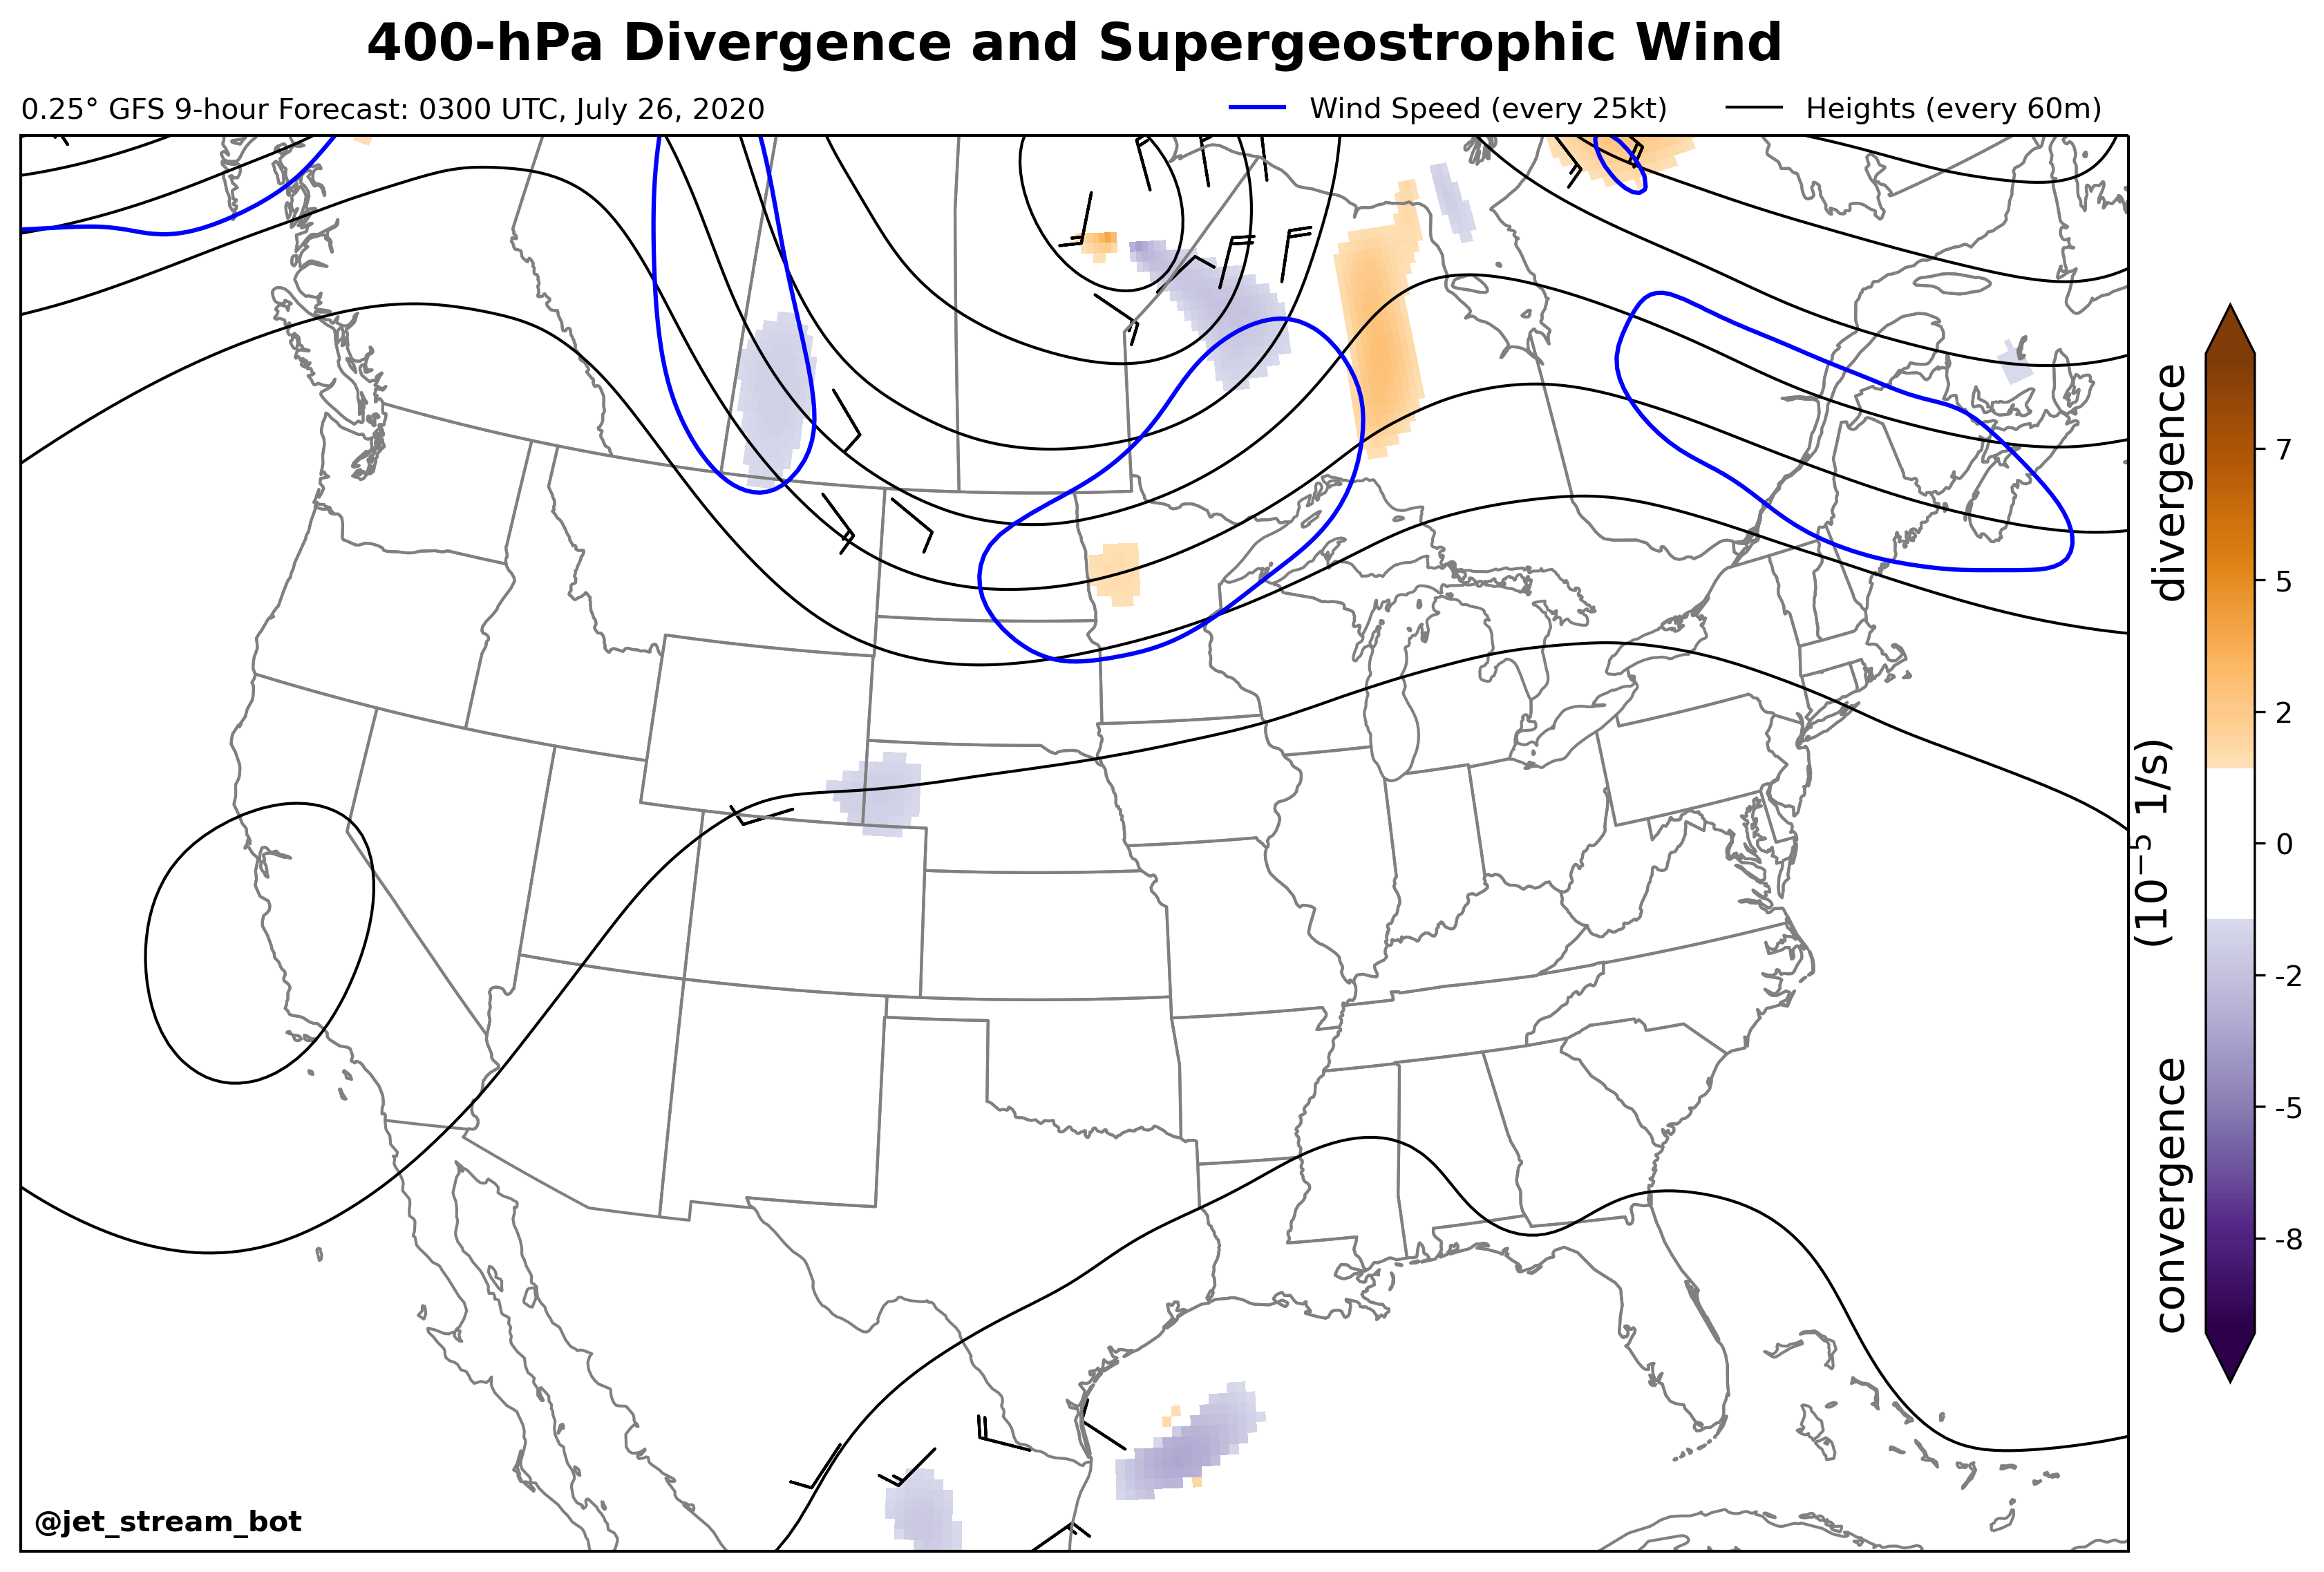 400-hPa Divergence and Supergeostrophic Wind
0.25° GFS 9-hour Forecast: 0300 UTC, July 26, 2020
Wind Speed (every 25kt)
Heights (every 60m)
divergence
(10⁻⁵ 1/s)
convergence
7
5
2
0
-2
-5
-8
@jet_stream_bot